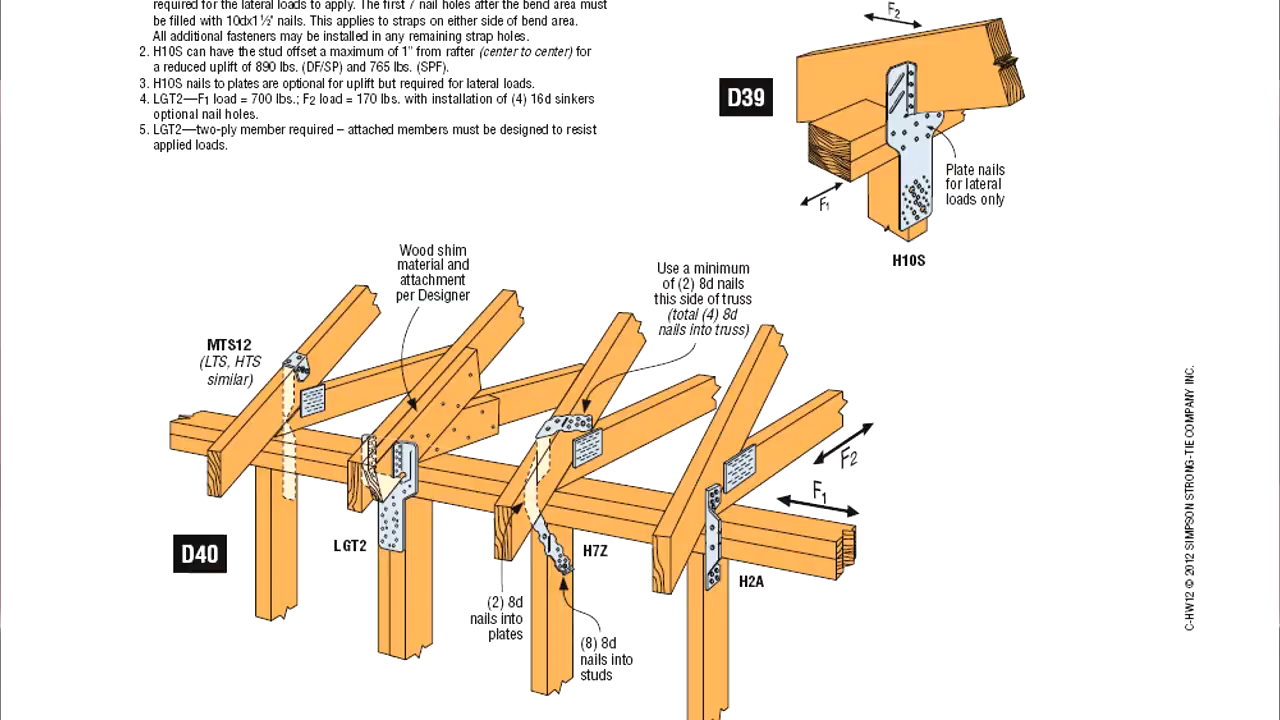 required for the lateral loads to apply. The first 7 nail holes after the bend area must
be filled with 10dx1½" nails. This applies to straps on either side of bend area.
All additional fasteners may be installed in any remaining strap holes.
2. H10S can have the stud offset a maximum of 1" from rafter (center to center) for
a reduced uplift of 890 lbs. (DF/SP) and 765 lbs. (SPF).
3. H10S nails to plates are optional for uplift but required for lateral loads.
4. LGT2—F1 load = 700 lbs.; F2 load = 170 lbs. with installation of (4) 16d sinkers
optional nail holes.
5. LGT2—two-ply member required – attached members must be designed to resist
applied loads.
F2
D39
Plate nails
for lateral
loads only
F1
H10S
Wood shim
material and
attachment
per Designer
Use a minimum
of (2) 8d nails
this side of truss
(total (4) 8d
nails into truss)
MTS12
(LTS, HTS
similar)
F2
F1
D40
LGT2
H7Z
H2A
(2) 8d
nails into
plates
(8) 8d
nails into
studs
C-HW12 © 2012 SIMPSON STRONG-TIE COMPANY INC.